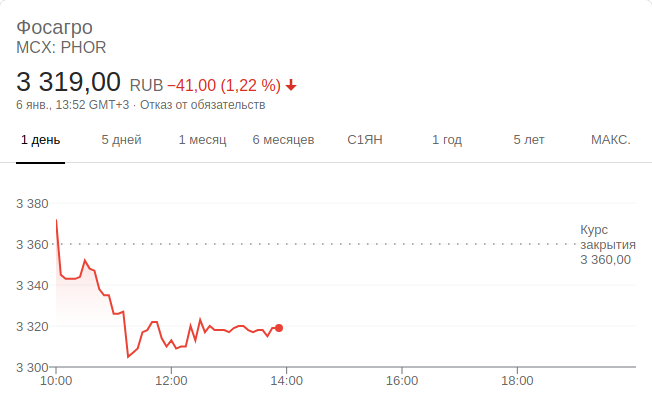 Фосагро
MCX: PHOR
3 319,00 RUB −41,00 (1,22 %)
6 янв., 13:52 GMT+3 · Отказ от обязательств
1 день 5 дней 1 месяц 6 месяцев С1ЯН 1 год 5 лет МАКС.
3 380
Курс
3 360 закрытия
3 360,00
3 340
3 320
3 300
10:00 12:00 14:00 16:00 18:00